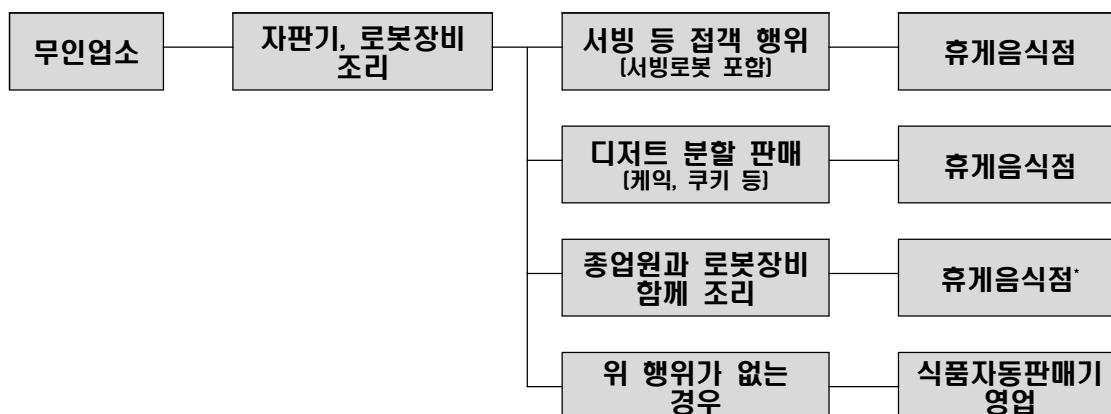 무인업소
자판기, 로봇장비
조리
서빙 등 접객 행위
(서빙로봇 포함)
휴게음식점
디저트 분할 판매
(케익, 쿠키 등)
휴게음식점
종업원과 로봇장비
함께 조리
휴게음식점*
위 행위가 없는
경우
식품자동판매기
영업